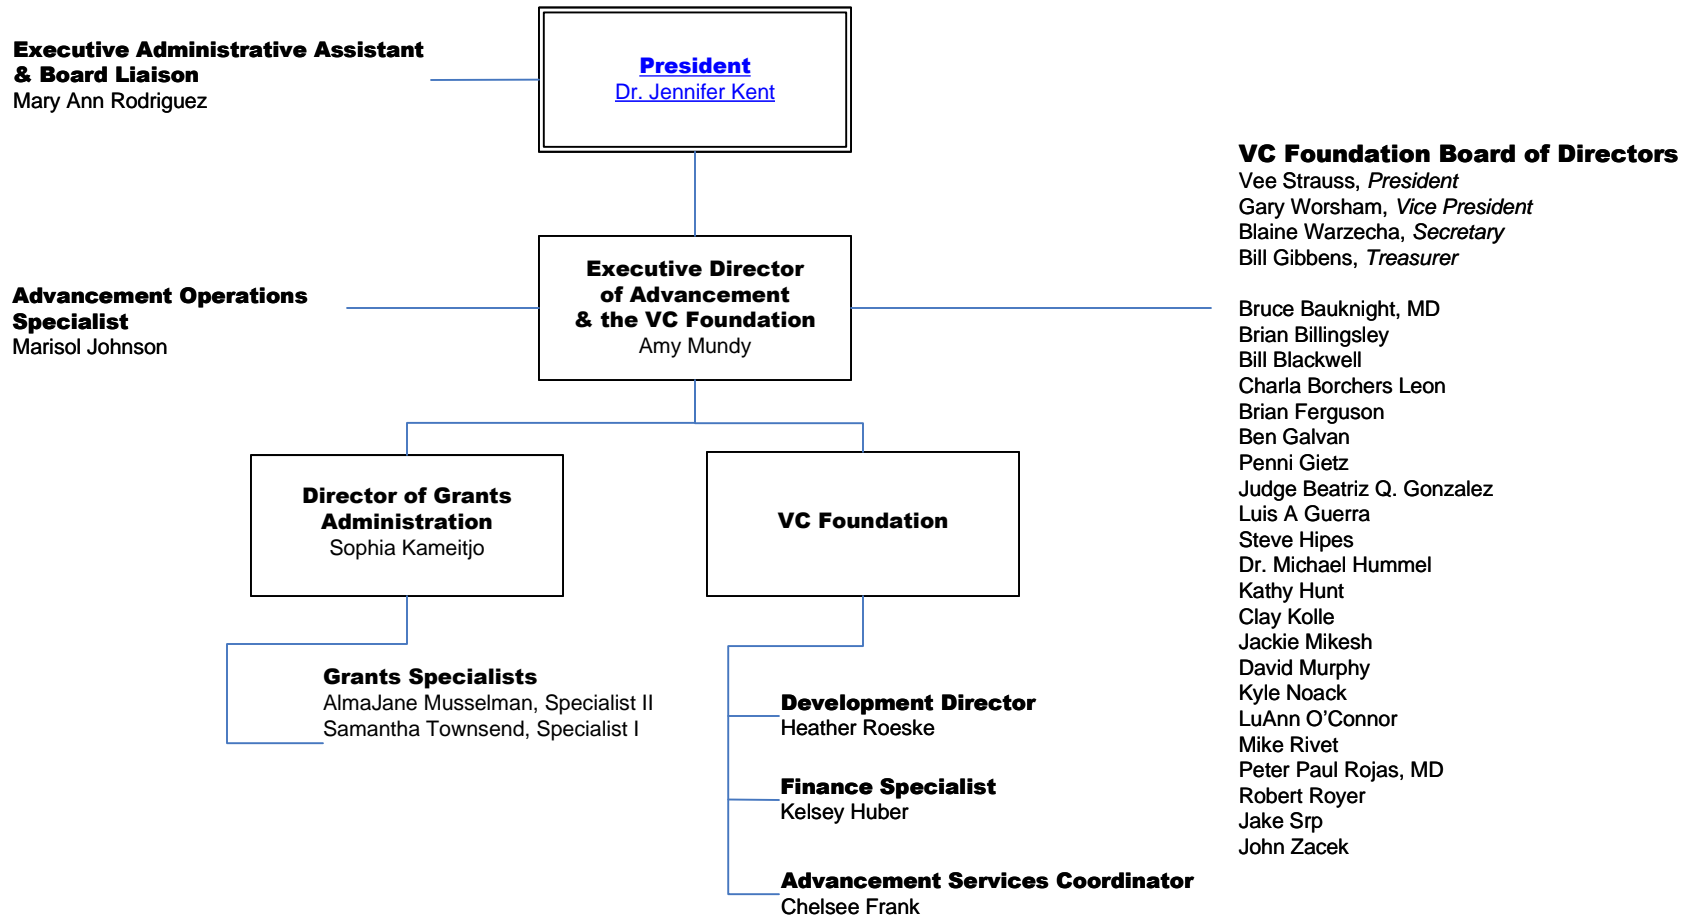 Executive Administrative Assistant
& Board Liaison
Mary Ann Rodriguez
President
Dr. Jennifer Kent
VC Foundation Board of Directors
Vee Strauss, President
Gary Worsham, Vice President
Blaine Warzecha, Secretary
Bill Gibbens, Treasurer
Bruce Bauknight, MD
Brian Billingsley
Bill Blackwell
Charla Borchers Leon
Brian Ferguson
Ben Galvan
Penni Gietz
Judge Beatriz Q. Gonzalez
Luis A Guerra
Steve Hipes
Dr. Michael Hummel
Kathy Hunt
Clay Kolle
Jackie Mikesh
David Murphy
Kyle Noack
LuAnn O’Connor
Mike Rivet
Peter Paul Rojas, MD
Robert Royer
Jake Srp
John Zacek
Executive Director
of Advancement
& the VC Foundation
Amy Mundy
Advancement Operations
Specialist
Marisol Johnson
Director of Grants
Administration
Sophia Kameitjo
VC Foundation
Grants Specialists
AlmaJane Musselman, Specialist II
Samantha Townsend, Specialist I
Development Director
Heather Roeske
Finance Specialist
Kelsey Huber
Advancement Services Coordinator
Chelsee Frank